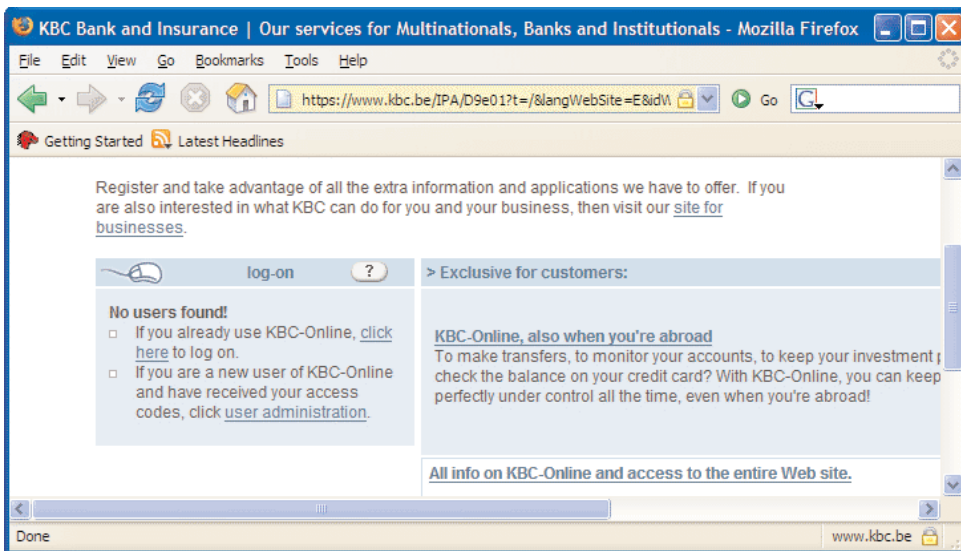 KBC Bank and Insurance | Our services for Multinationals, Banks and Institutionals - Mozilla Firefox
File Edit View Go Bookmarks Tools Help
https://www.kbc.be/IPA/D9e01?t=/&langWebSite=E&idW Go G
Getting Started Latest Headlines
Register and take advantage of all the extra information and applications we have to offer. If you
are also interested in what KBC can do for you and your business, then visit our site for
businesses.
log-on ?
No users found!
If you already use KBC-Online, click
here to log on.
If you are a new user of KBC-Online
and have received your access
codes, click user administration.
> Exclusive for customers:
KBC-Online, also when you're abroad
To make transfers, to monitor your accounts, to keep your investment
check the balance on your credit card? With KBC-Online, you can keep
perfectly under control all the time, even when you're abroad!
All info on KBC-Online and access to the entire Web site.
Done www.kbc.be